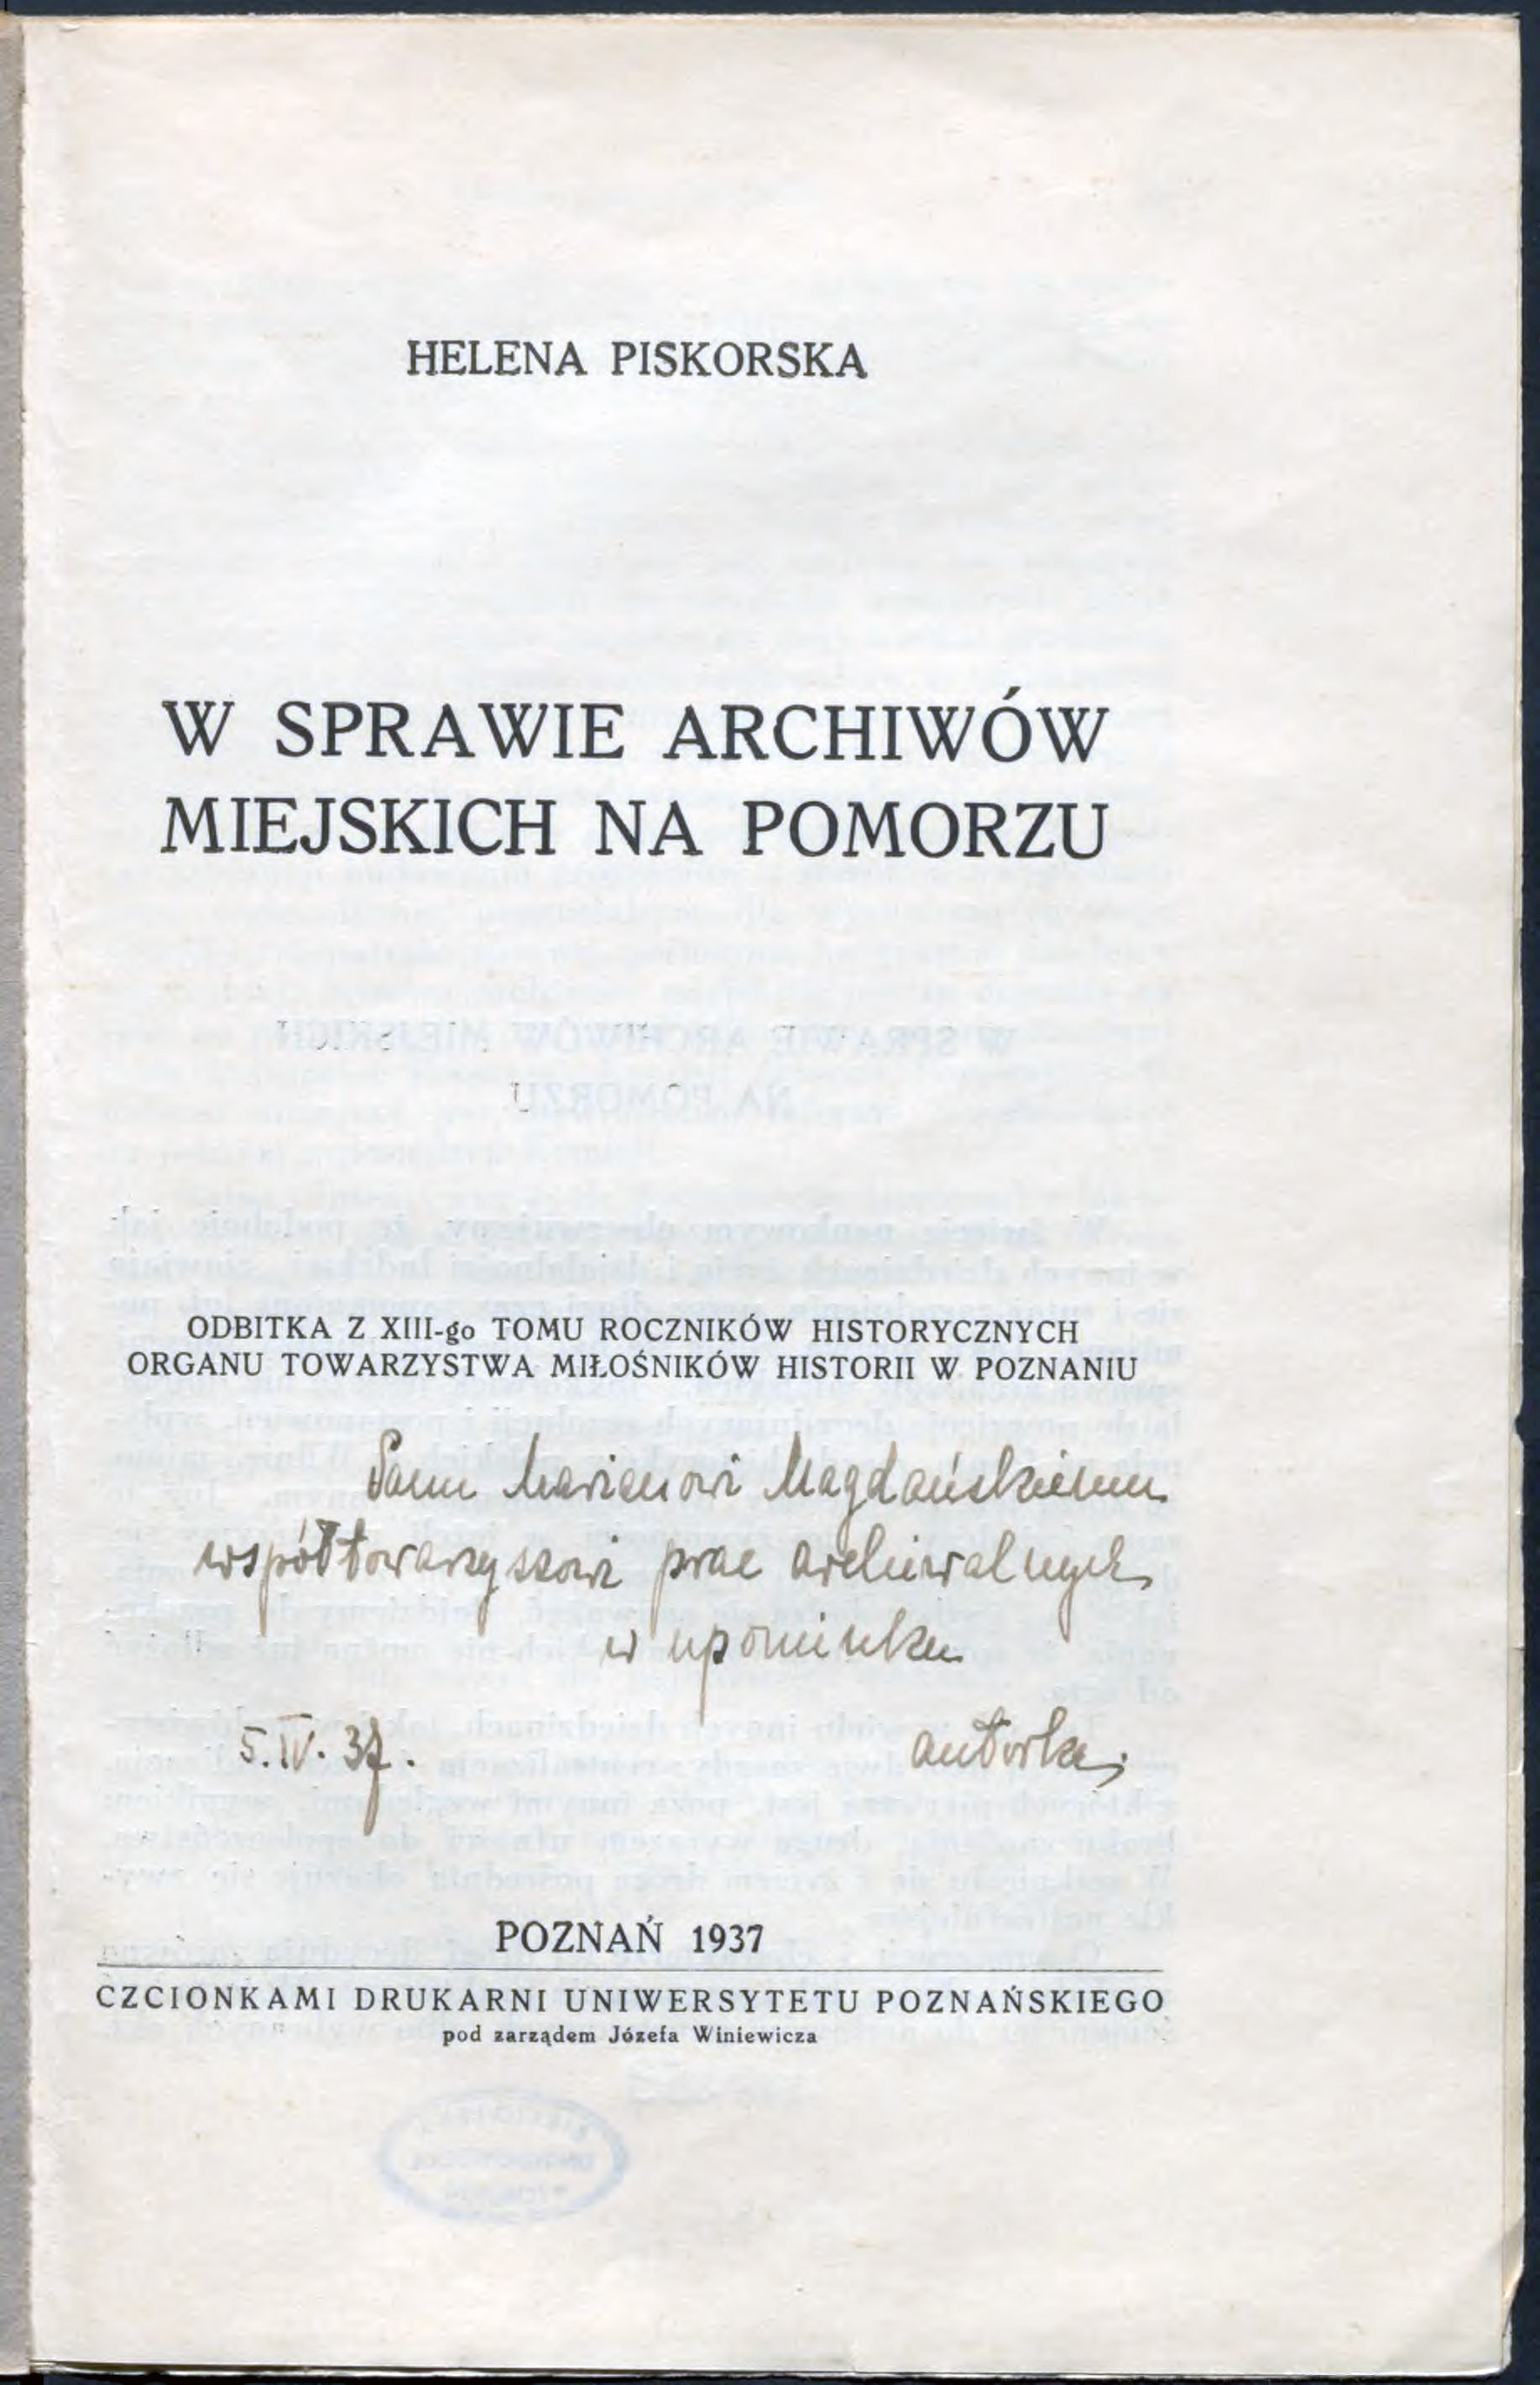 HELENA PISKORSKA
W SPRAWIE ARCHIWÓW
MIEJSKICH NA POMORZU
ODBITKA Z XIII-go TOMU ROCZNIKÓW HISTORYCZNYCH
ORGANU TOWARZYSTWA MIŁOŚNIKÓW HISTORII W POZNANIU
Panu Marianowi Magdańskiemu
współtowarzyszowi prac archiwalnych
w upominku
5.IV.37. autorka
POZNAŃ 1937
CZCIONKAMI DRUKARNI UNIWERSYTETU POZNAŃSKIEGO
pod zarządem Józefa Winiewicza